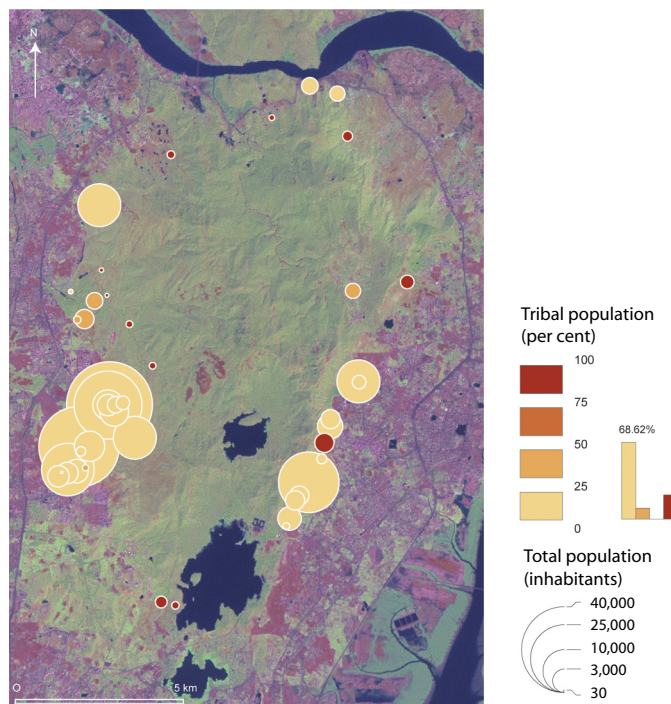 N
Tribal population
(per cent)
100
75
50
25
0
68.62%
Total population
(inhabitants)
40,000
25,000
10,000
3,000
30
O
5 km